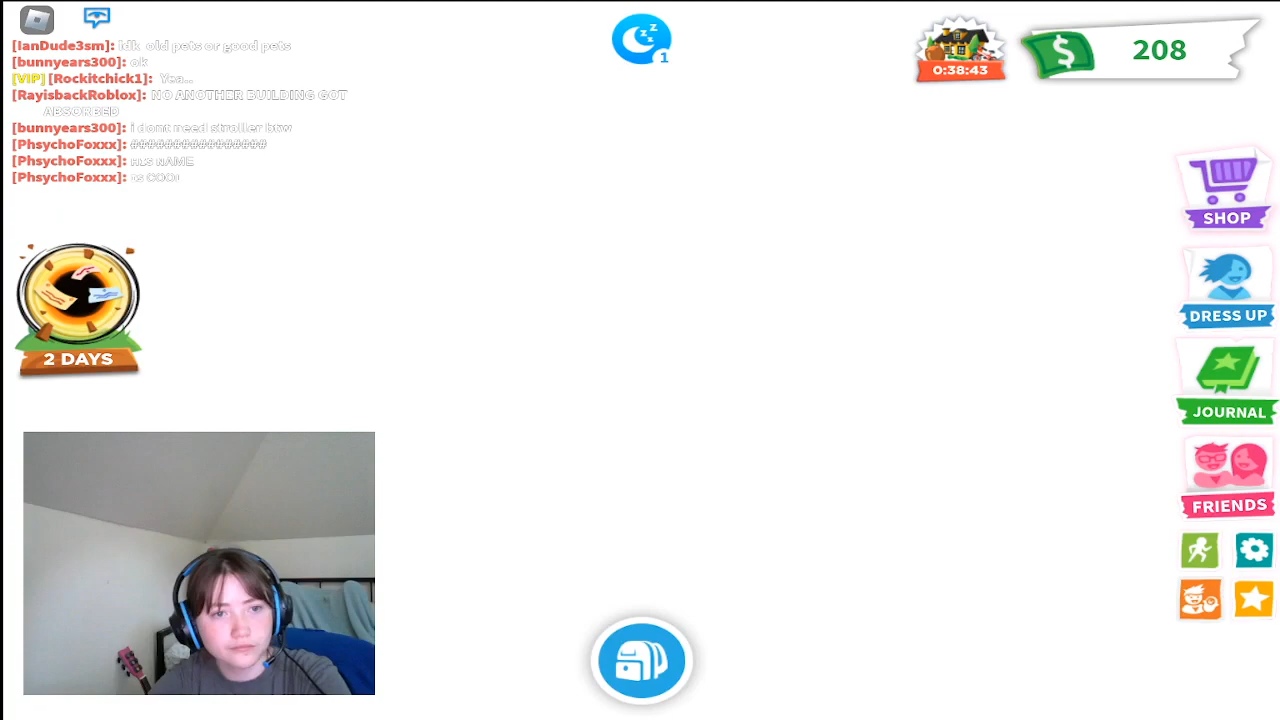 [IanDude3sm]: idk old pets or good pets
[bunnyears300]: ok
[VIP] [Rockitchick1]: Yea...
[RayisbackRoblox]: NO ANOTHER BUILDING GOT
ABSORBED
[bunnyears300]: i dont need stroller btw
[PhsychoFoxxx]: ################
[PhsychoFoxxx]: NAME
[PhsychoFoxxx]:
z z z
1
0:38:43
$ 208
SHOP
DRESS UP
JOURNAL
FRIENDS
2 DAYS